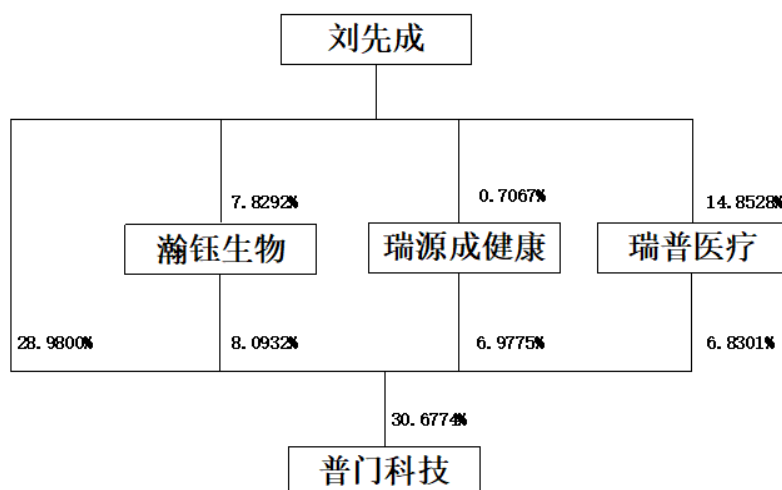 刘先成
7.8292%
0.7067%
14.8528%
瀚钰生物
瑞源成健康
瑞普医疗
28.9800%
8.0932%
6.9775%
6.8301%
30.6774%
普门科技